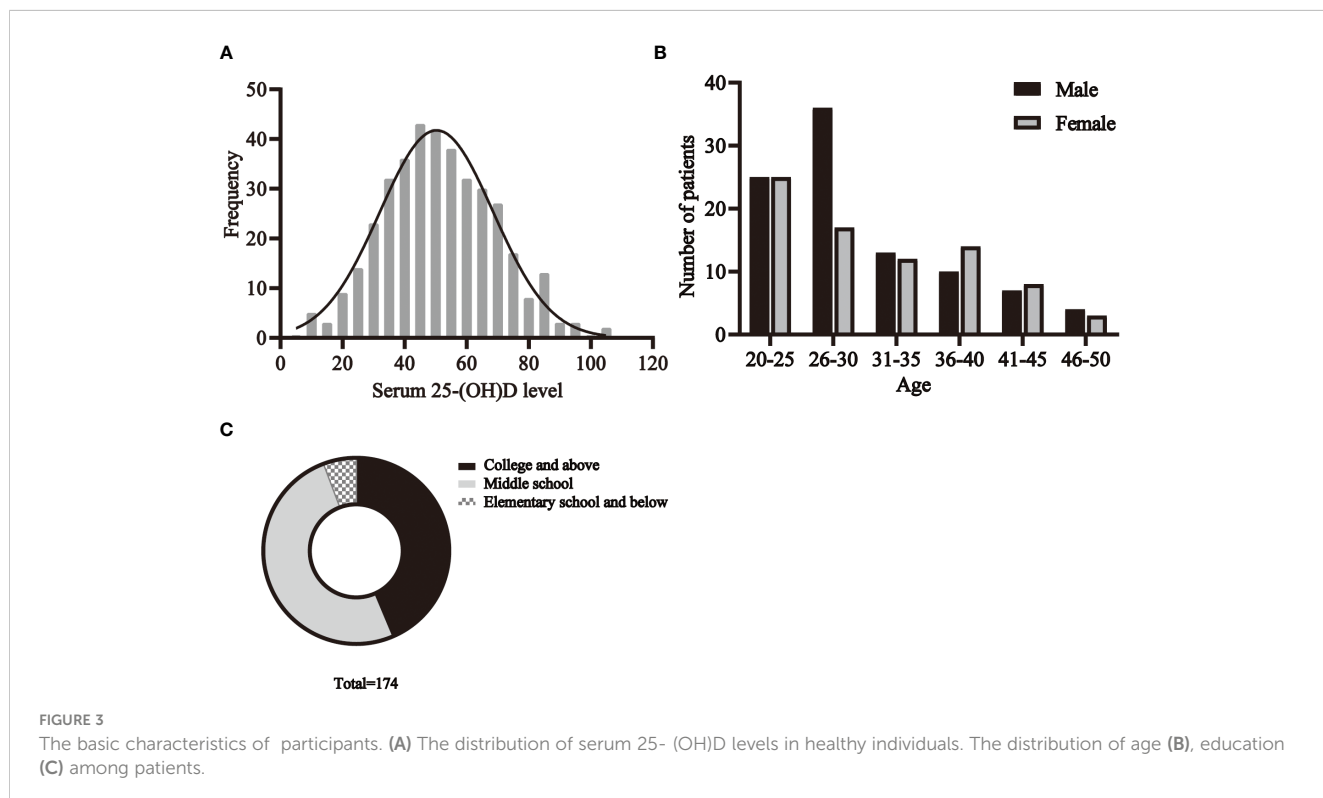 A
50
40
30
20
10
0
Frequency
0 20 40 60 80 100 120
Serum 25-(OH)D level
B
40
30
20
10
0
Number of patients
Male
Female
20-25 26-30 31-35 36-40 41-45 46-50
Age
C
College and above
Middle school
Elementary school and below
Total=174
FIGURE 3
The basic characteristics of participants. (A) The distribution of serum 25- (OH)D levels in healthy individuals. The distribution of age (B), education
(C) among patients.